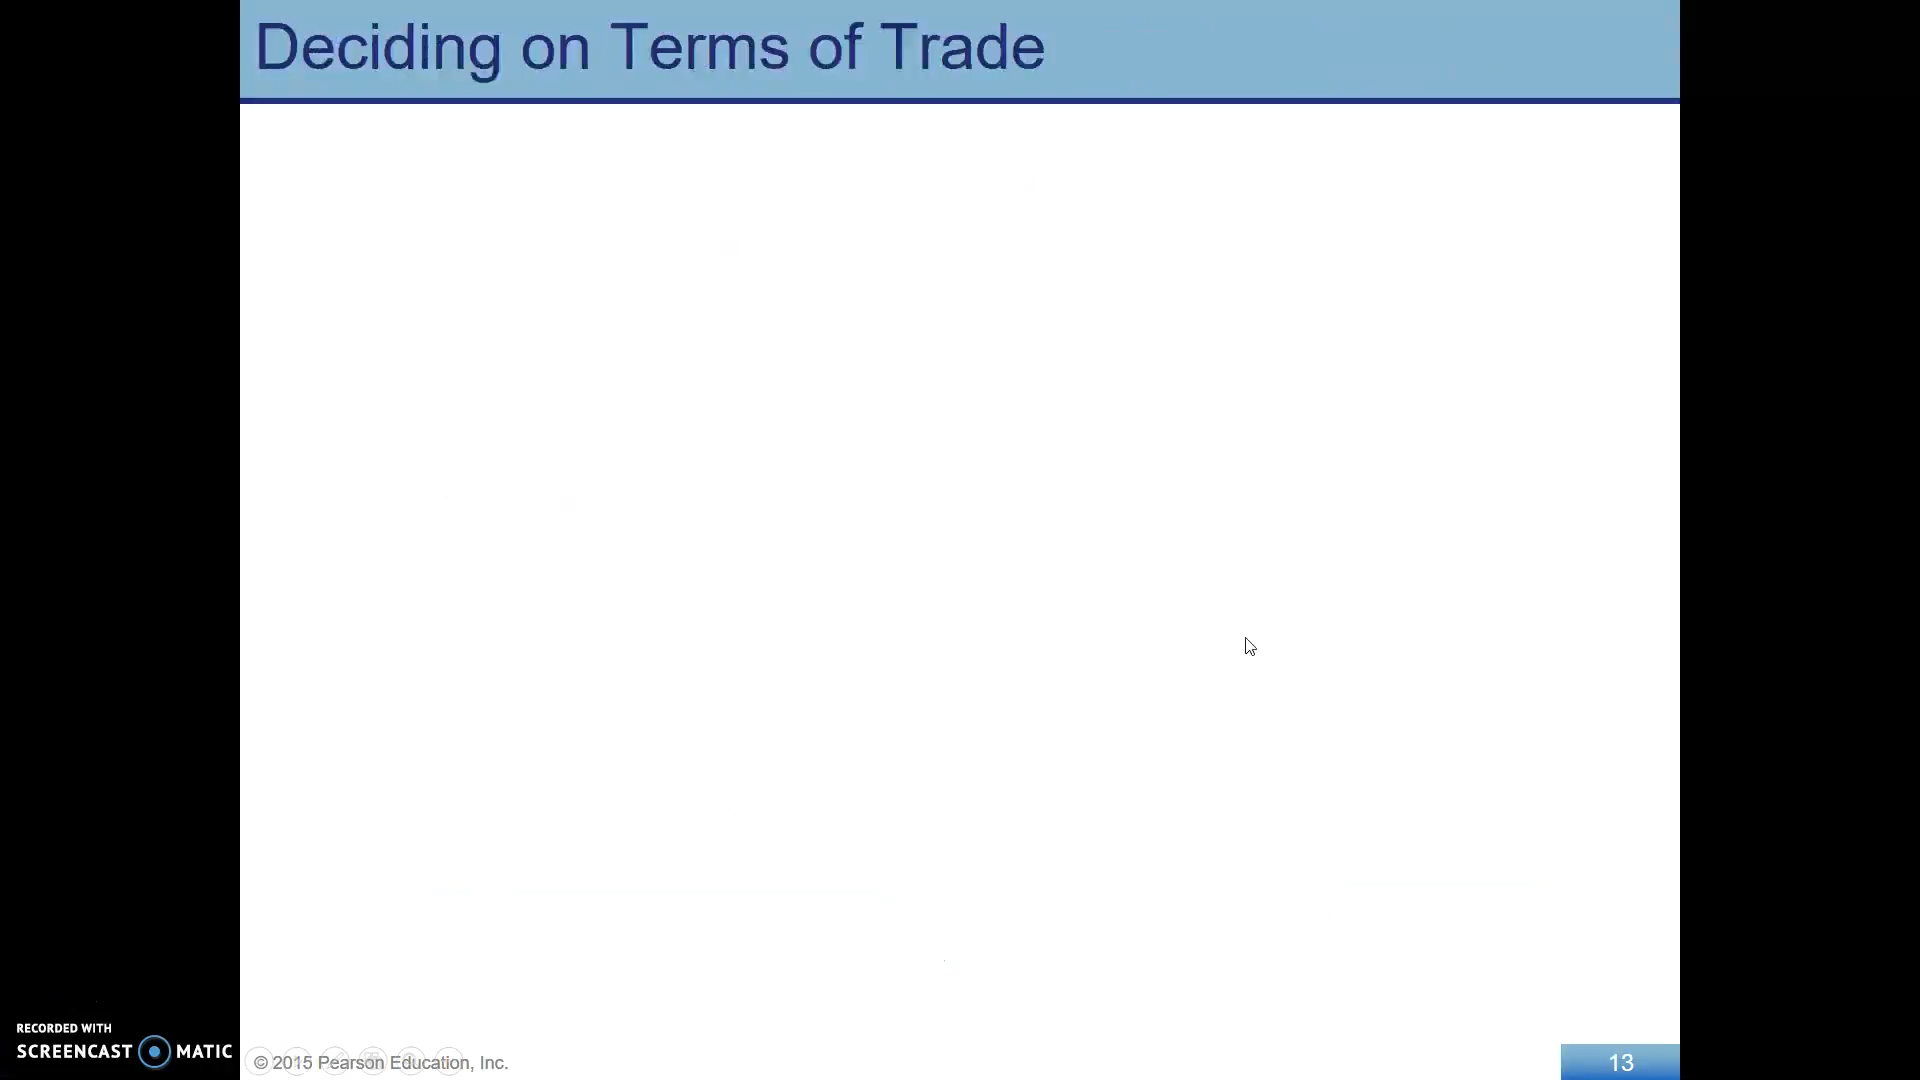 Deciding on Terms of Trade
RECORDED WITH
SCREENCAST MATIC
© 2015 Pearson Education, Inc.
13